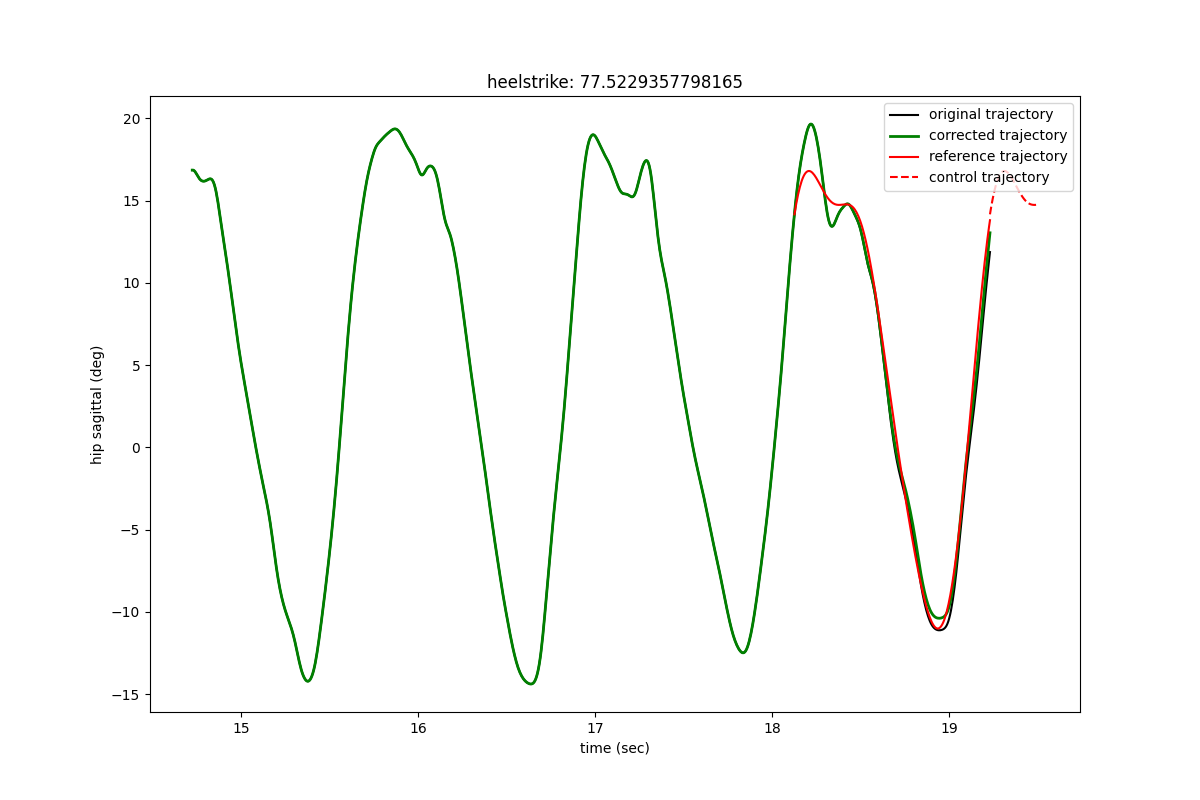 heelstrike: 77.5229357798165
original trajectory
corrected trajectory
reference trajectory
control trajectory
hip sagittal (deg)
20
15
10
5
0
−5
−10
−15
15
16
17
18
19
time (sec)